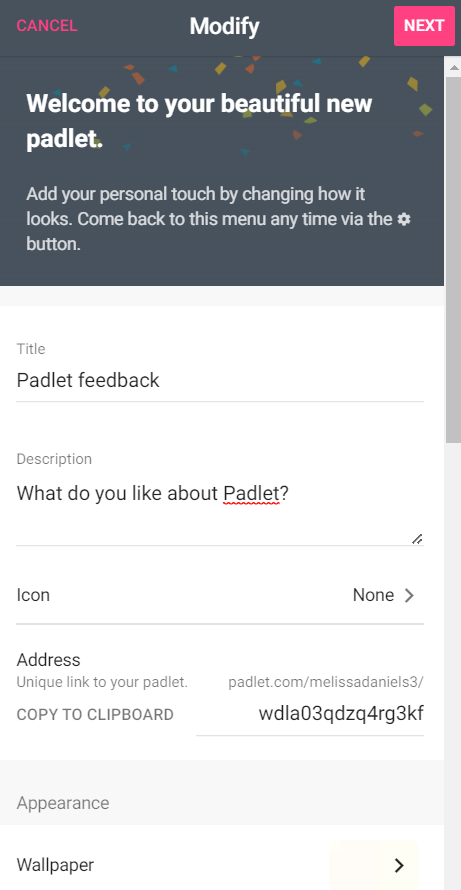 CANCEL Modify NEXT
Welcome to your beautiful new
padlet.
Add your personal touch by changing how it
looks. Come back to this menu any time via the
button.
Title
Padlet feedback
Description
What do you like about Padlet?
Icon None
Address
Unique link to your padlet. padlet.com/melissadaniels3/
COPY TO CLIPBOARD wdla03qdzq4rg3kf
Appearance
Wallpaper